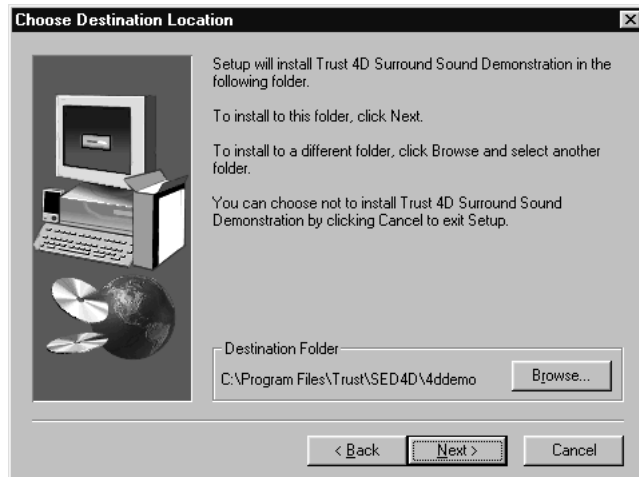 Choose Destination Location
Setup will install Trust 4D Surround Sound Demonstration in the
following folder.
To install to this folder, click Next.
To install to a different folder, click Browse and select another
folder.
You can choose not to install Trust 4D Surround Sound
Demonstration by clicking Cancel to exit Setup.
Destination Folder
C:\Program Files\Trust\SED4D\4ddemo
Browse...
< Back
Next >
Cancel